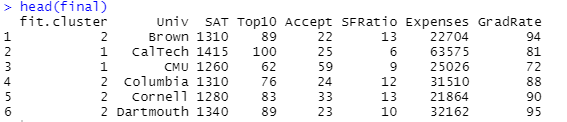 > head(final)
fit.cluster Univ SAT Top10 Accept SFRatio Expenses GradRate
1 2 Brown 1310 89 22 13 22704 94
2 1 CalTech 1415 100 25 6 63575 81
3 1 CMU 1260 62 59 9 25026 72
4 2 Columbia 1310 76 24 12 31510 88
5 2 Cornell 1280 83 33 13 21864 90
6 2 Dartmouth 1340 89 23 10 32162 95